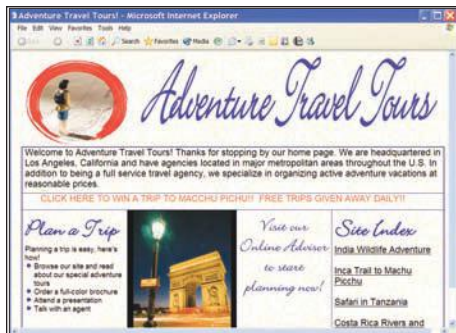 Adventure Travel Tours! - Microsoft Internet Explorer
File Edit View Favorites Tools Help
Search Favorites Media
Adventure Travel Tours
Welcome to Adventure Travel Tours! Thanks for stopping by our home page. We are headquartered in
Los Angeles, California and have agencies located in major metropolitan areas throughout the U.S. In
addition to being a full service travel agency, we specialize in organizing active adventure vacations at
reasonable prices.
CLICK HERE TO WIN A TRIP TO MACCHU PICHU!! FREE TRIPS GIVEN AWAY DAILY!!
Plan a Trip
Planning a trip is easy, here's
how!
Browse our site and read
about our special adventure
tours
Order a full-color brochure
Attend a presentation
Talk with an agent
Visit our
Online Advisor
to start
planning now!
Site Index
India Wildlife Adventure
Inca Trail to Machu
Picchu
Safari in Tanzania
Costa Rica Rivers and